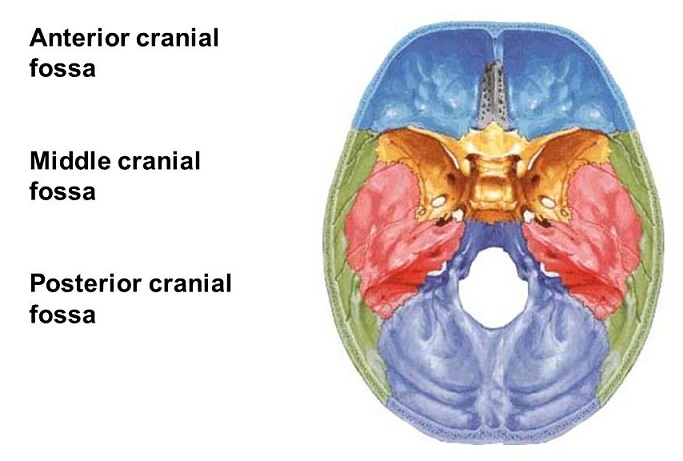 Anterior cranial
fossa
Middle cranial
fossa
Posterior cranial
fossa